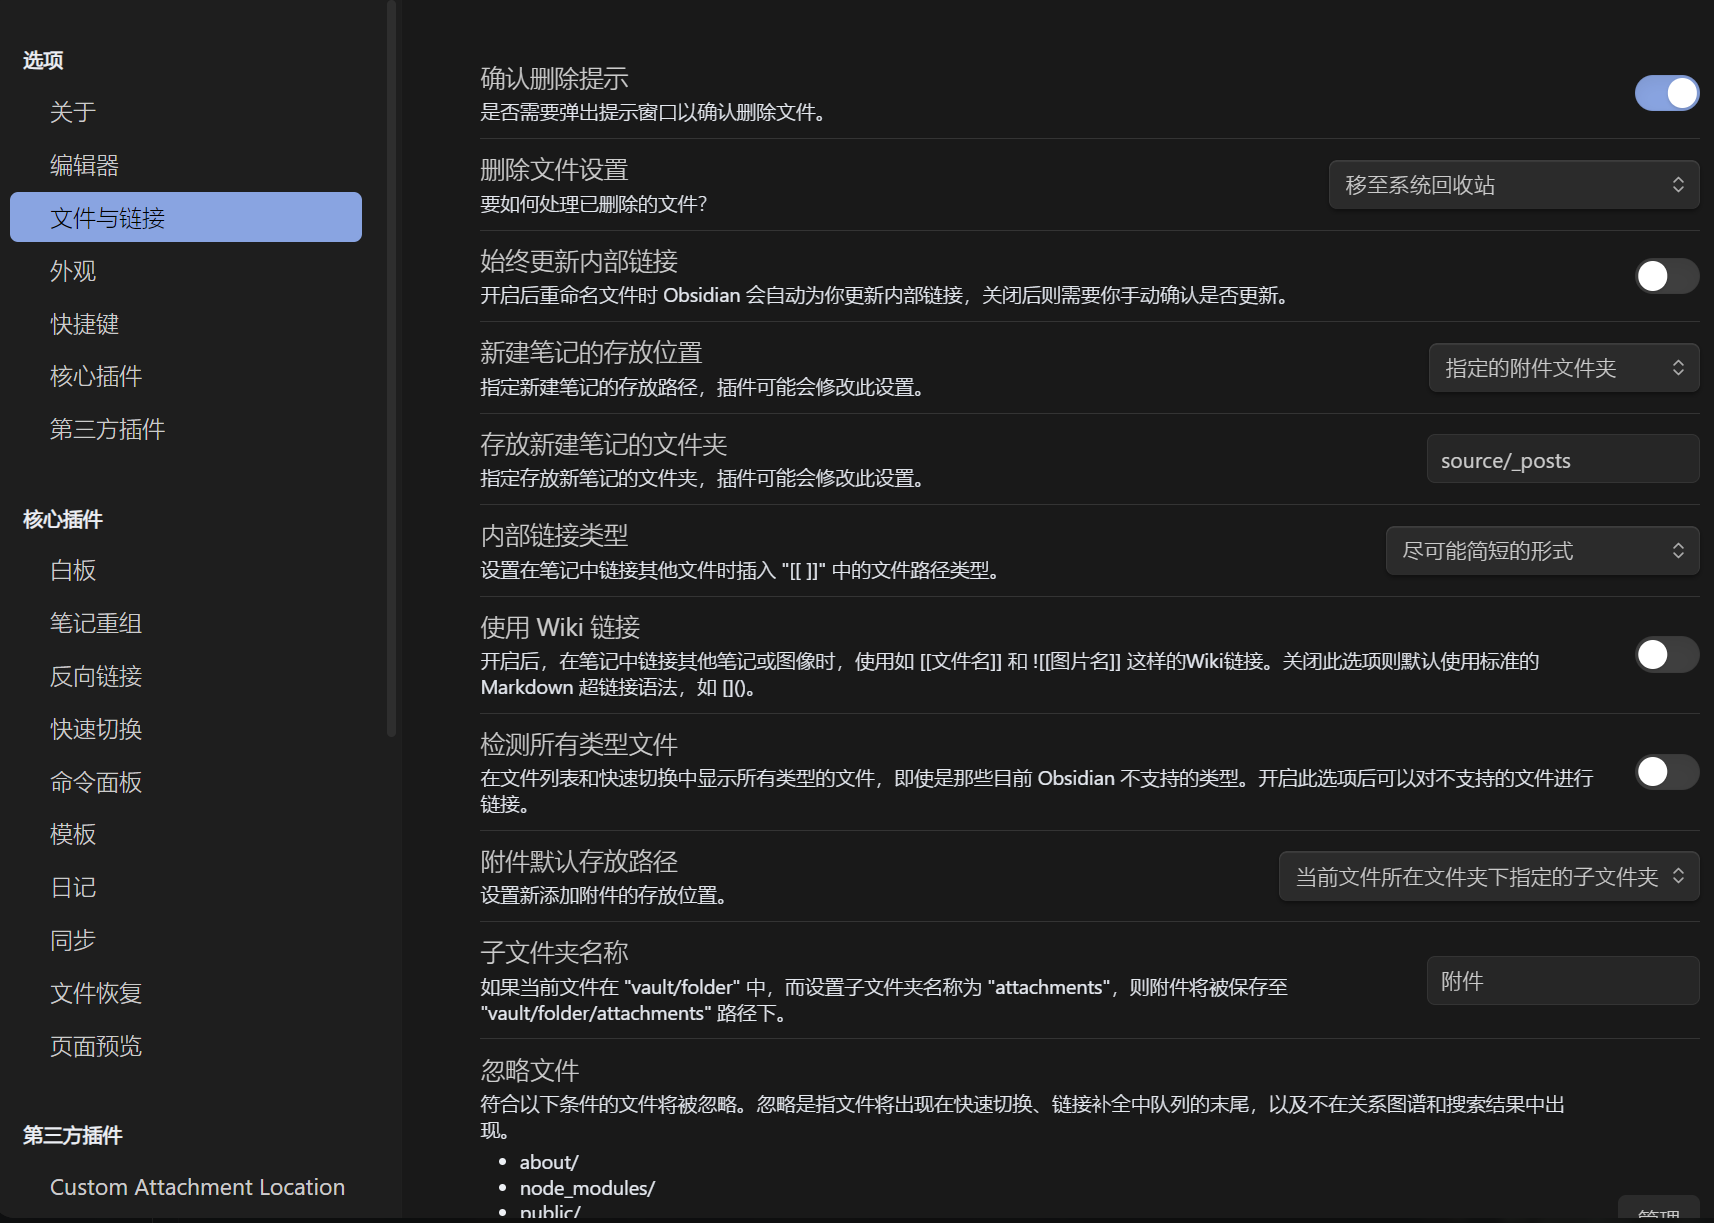 选项
关于
编辑器
文件与链接
外观
快捷键
核心插件
第三方插件
核心插件
白板
笔记重组
反向链接
快速切换
命令面板
模板
日记
同步
文件恢复
页面预览
第三方插件
Custom Attachment Location
确认删除提示
是否需要弹出提示窗口以确认删除文件。
删除文件设置
要如何处理已删除的文件？
移至系统回收站
始终更新内部链接
开启后重命名文件时 Obsidian 会自动为你更新内部链接，关闭后则需要你手动确认是否更新。
新建笔记的存放位置
指定新建笔记的存放路径，插件可能会修改此设置。
指定的附件文件夹
存放新建笔记的文件夹
指定存放新笔记的文件夹，插件可能会修改此设置。
source/_posts
内部链接类型
设置在笔记中链接其他文件时插入 "[[ ]]" 中的文件路径类型。
尽可能简短的形式
使用 Wiki 链接
开启后，在笔记中链接其他笔记或图像时，使用如 [[文件名]] 和 ![[图片名]] 这样的Wiki链接。关闭此选项则默认使用标准的
Markdown 超链接语法，如 []()。
检测所有类型文件
在文件列表和快速切换中显示所有类型的文件，即使是那些目前 Obsidian 不支持的类型。开启此选项后可以对不支持的文件进行
链接。
附件默认存放路径
设置新添加附件的存放位置。
当前文件所在文件夹下指定的子文件夹
子文件夹名称
如果当前文件在 "vault/folder" 中，而设置子文件夹名称为 "attachments"，则附件将被保存至
"vault/folder/attachments" 路径下。
附件
忽略文件
符合以下条件的文件将被忽略。忽略是指文件将出现在快速切换、链接补全中队列的末尾，以及不在关系图谱和搜索结果中出
现。
about/
node_modules/
public/
管理